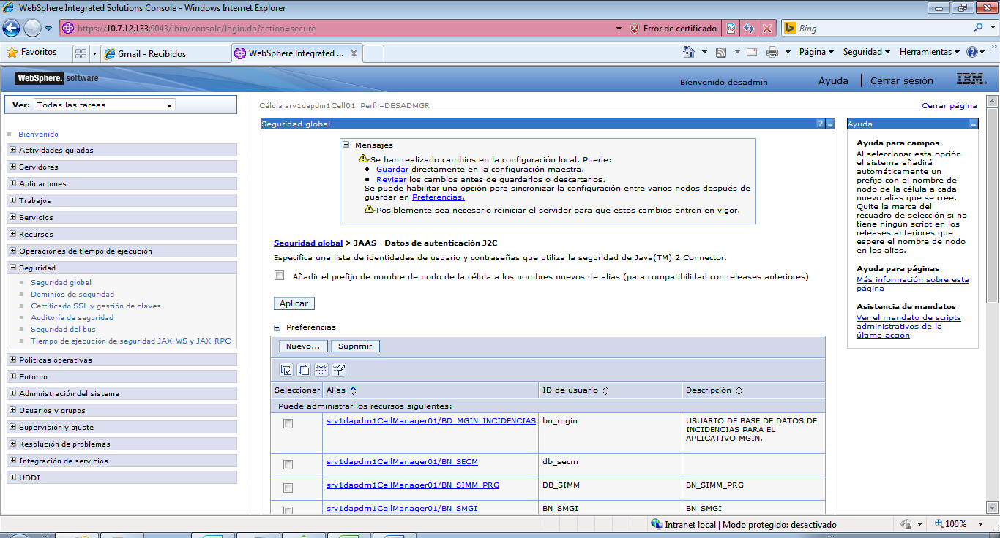 WebSphere Integrated Solutions Console - Windows Internet Explorer
https://10.7.12.133:9043/ibm/console/login.do?action=secure
Error de certificado
Bing
Favoritos
Gmail - Recibidos
WebSphere Integrated ...
Página
Seguridad
Herramientas
WebSphere. software
Bienvenido desadmin
Ayuda
Cerrar sesión
IBM.
Ver: Todas las tareas
Bienvenido
Actividades guiadas
Servidores
Aplicaciones
Trabajos
Servicios
Recursos
Operaciones de tiempo de ejecución
Seguridad
Seguridad global
Dominios de seguridad
Certificado SSL y gestión de claves
Auditoría de seguridad
Seguridad del bus
Tiempo de ejecución de seguridad JAX-WS y JAX-RPC
Políticas operativas
Entorno
Administración del sistema
Usuarios y grupos
Supervisión y ajuste
Resolución de problemas
Integración de servicios
UDDI
Célula srv1dapdm1Cell01, Perfil=DESADMGR
Cerrar página
Seguridad global
?
Mensajes
Se han realizado cambios en la configuración local. Puede:
Guardar directamente en la configuración maestra.
Revisar los cambios antes de guardarlos o descartarlos.
Se puede habilitar una opción para sincronizar la configuración entre varios nodos después de
guardar en Preferencias.
Posiblemente sea necesario reiniciar el servidor para que estos cambios entren en vigor.
Seguridad global > JAAS - Datos de autenticación J2C
Especifica una lista de identidades de usuario y contraseñas que utiliza la seguridad de Java(TM) 2 Connector.
Añadir el prefijo de nombre de nodo de la célula a los nombres nuevos de alias (para compatibilidad con releases anteriores)
Aplicar
Preferencias
Nuevo...
Suprimir
Seleccionar
Alias
ID de usuario
Descripción
Puede administrar los recursos siguientes:
srv1dapdm1CellManager01/BD_MGIN_INCIDENCIAS
bn_mgin
USUARIO DE BASE DE DATOS DE
INCIDENCIAS PARA EL
APLICATIVO MGIN.
srv1dapdm1CellManager01/BN_SECM
db_secm
srv1dapdm1CellManager01/BN_SIMM_PRG
DB_SIMM
BN_SIMM_PRG
srv1dapdm1CellManager01/BN_SMGI
BN_SMGI
BN_SMGI
Ayuda
Ayuda para campos
Al seleccionar esta opción
el sistema añadirá
automáticamente un
prefijo con el nombre de
nodo de la célula a cada
nuevo alias que se cree.
Quite la marca del
recuadro de selección si no
tiene ningún script en los
releases anteriores que
espere el nombre de nodo
en los alias.
Ayuda para páginas
Más información sobre esta
página
Asistencia de mandatos
Ver el mandato de scripts
administrativos de la
última acción
Intranet local | Modo protegido: desactivado
100%